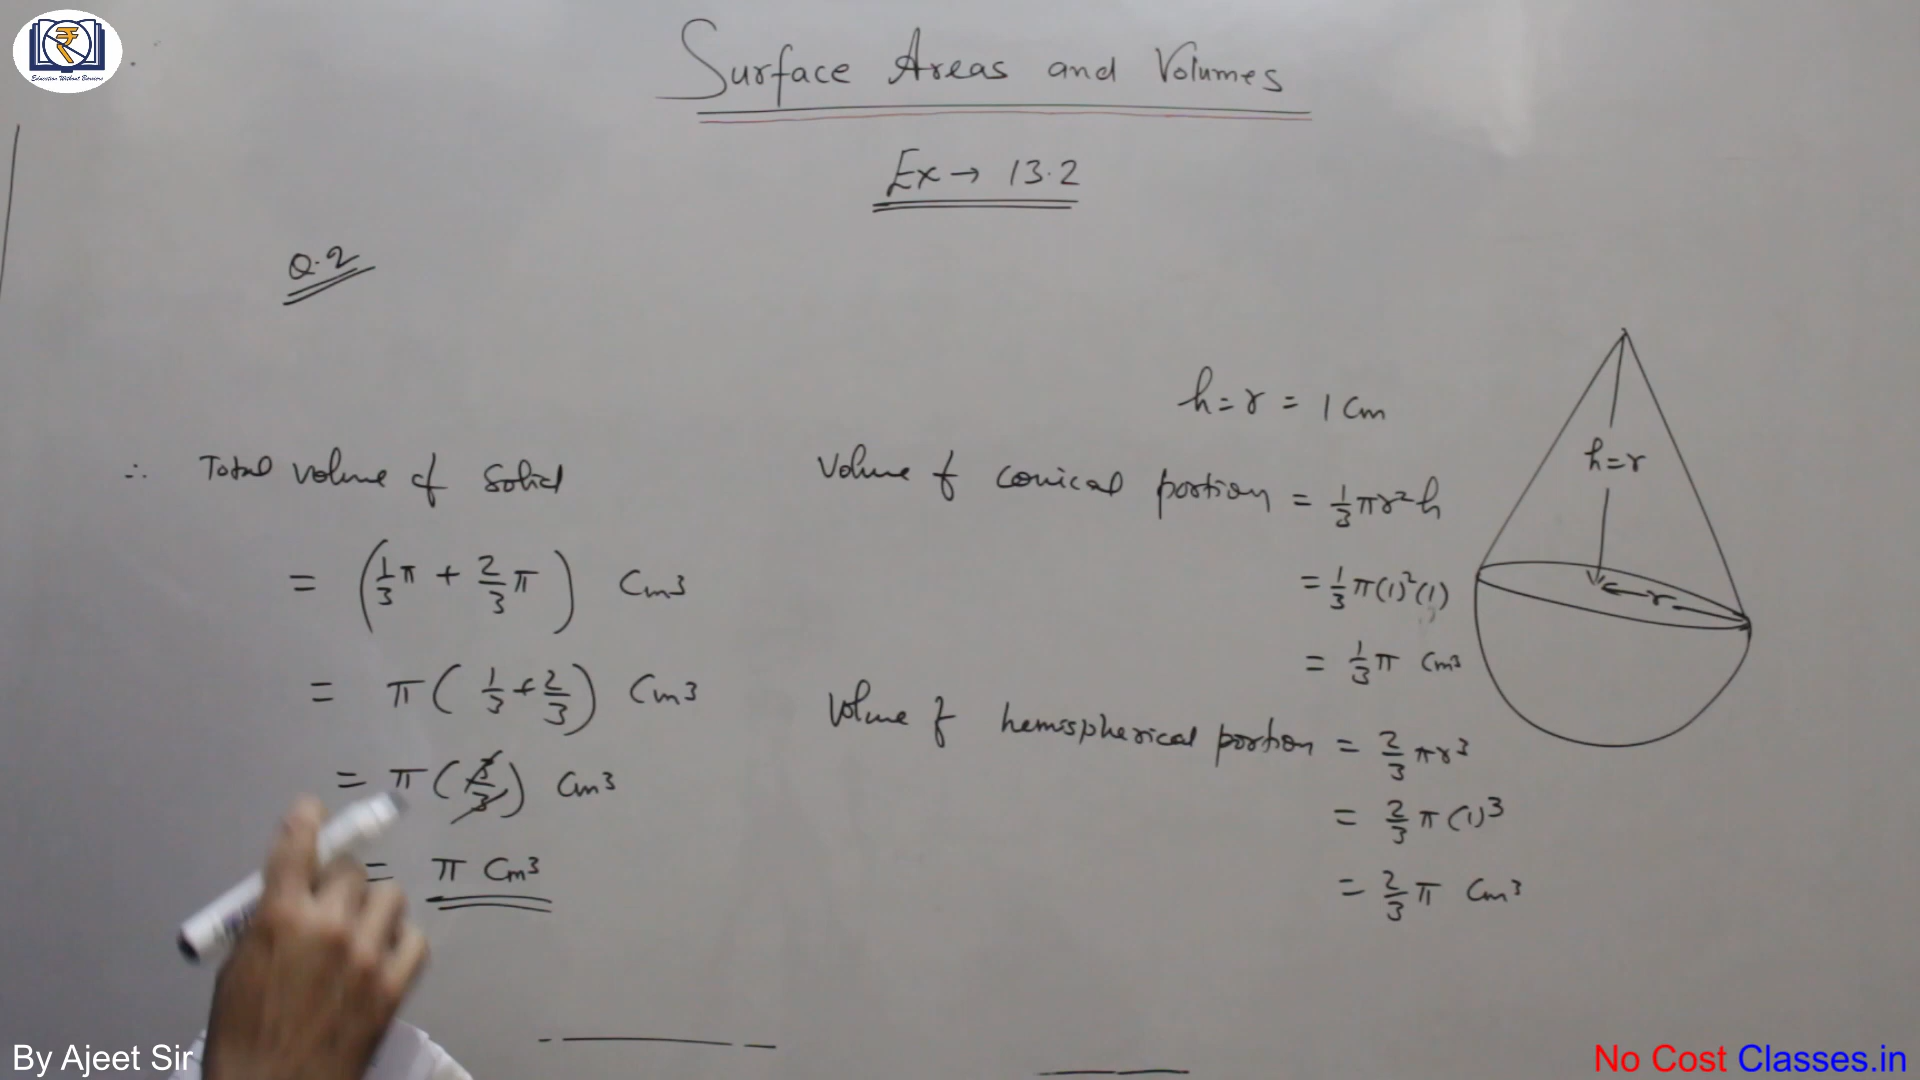 Education Without Barriers
Surface Areas and Volumes
Ex → 13.2
Q.2
h = r = 1 cm
Volume of conical portion = 1/3 πr²h
= 1/3 π(1)²(1)
= 1/3 π cm³
Volume of hemispherical portion = 2/3 πr³
= 2/3 π(1)³
= 2/3 π cm³
h=r
r
∴ Total volume of Solid
= (1/3 π + 2/3 π) Cm³
= π(1/3 + 2/3) Cm³
= π(3/3) Cm³
= π Cm³
By Ajeet Sir
No Cost Classes.in